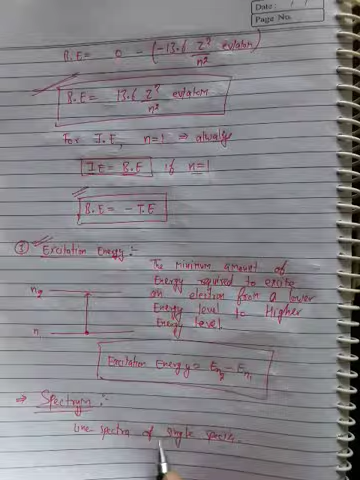 Date :
Page No.
B.E = 0 - (-13.6 Z²/n² ev/atom)
B.E = 13.6 Z²/n² ev/atom
For I.E, n=1 ⇒ always
I.E = B.E if n=1
B.E = - T.E
① Excitation Energy :-
The Minimum amount of
Energy required to excite
an electron from a lower
Energy level to Higher
Energy level.
n₂
n₁
Excitation Energy = En₂ - En₁
⇒ Spectrum :-
Line spectra of single species.